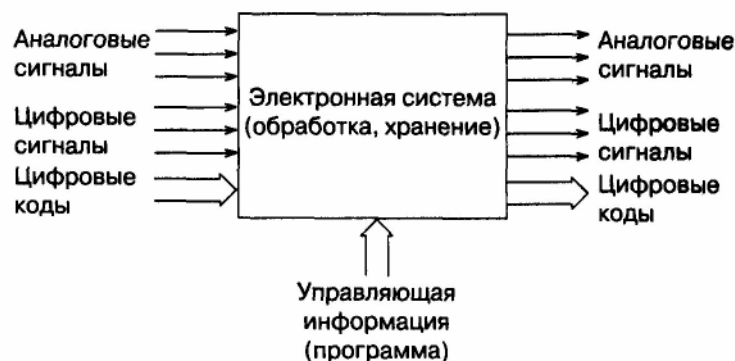 Аналоговые
сигналы
Цифровые
сигналы
Цифровые
коды
Электронная система
(обработка, хранение)
Аналоговые
сигналы
Цифровые
сигналы
Цифровые
коды
Управляющая
информация
(программа)